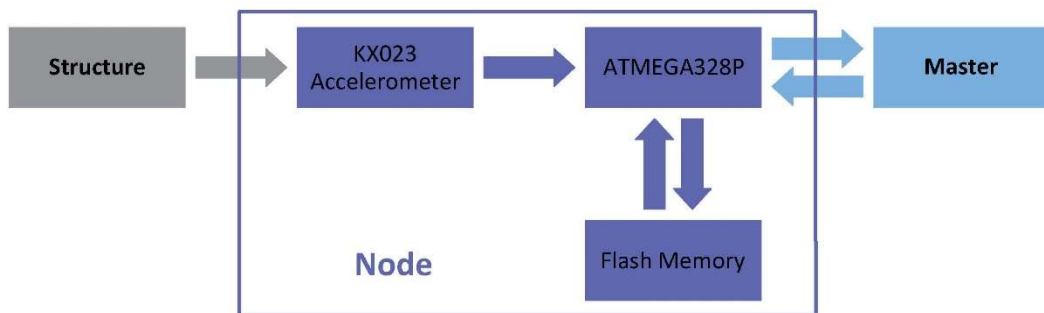 Structure
KX023
Accelerometer
ATMEGA328P
Master
Node
Flash Memory